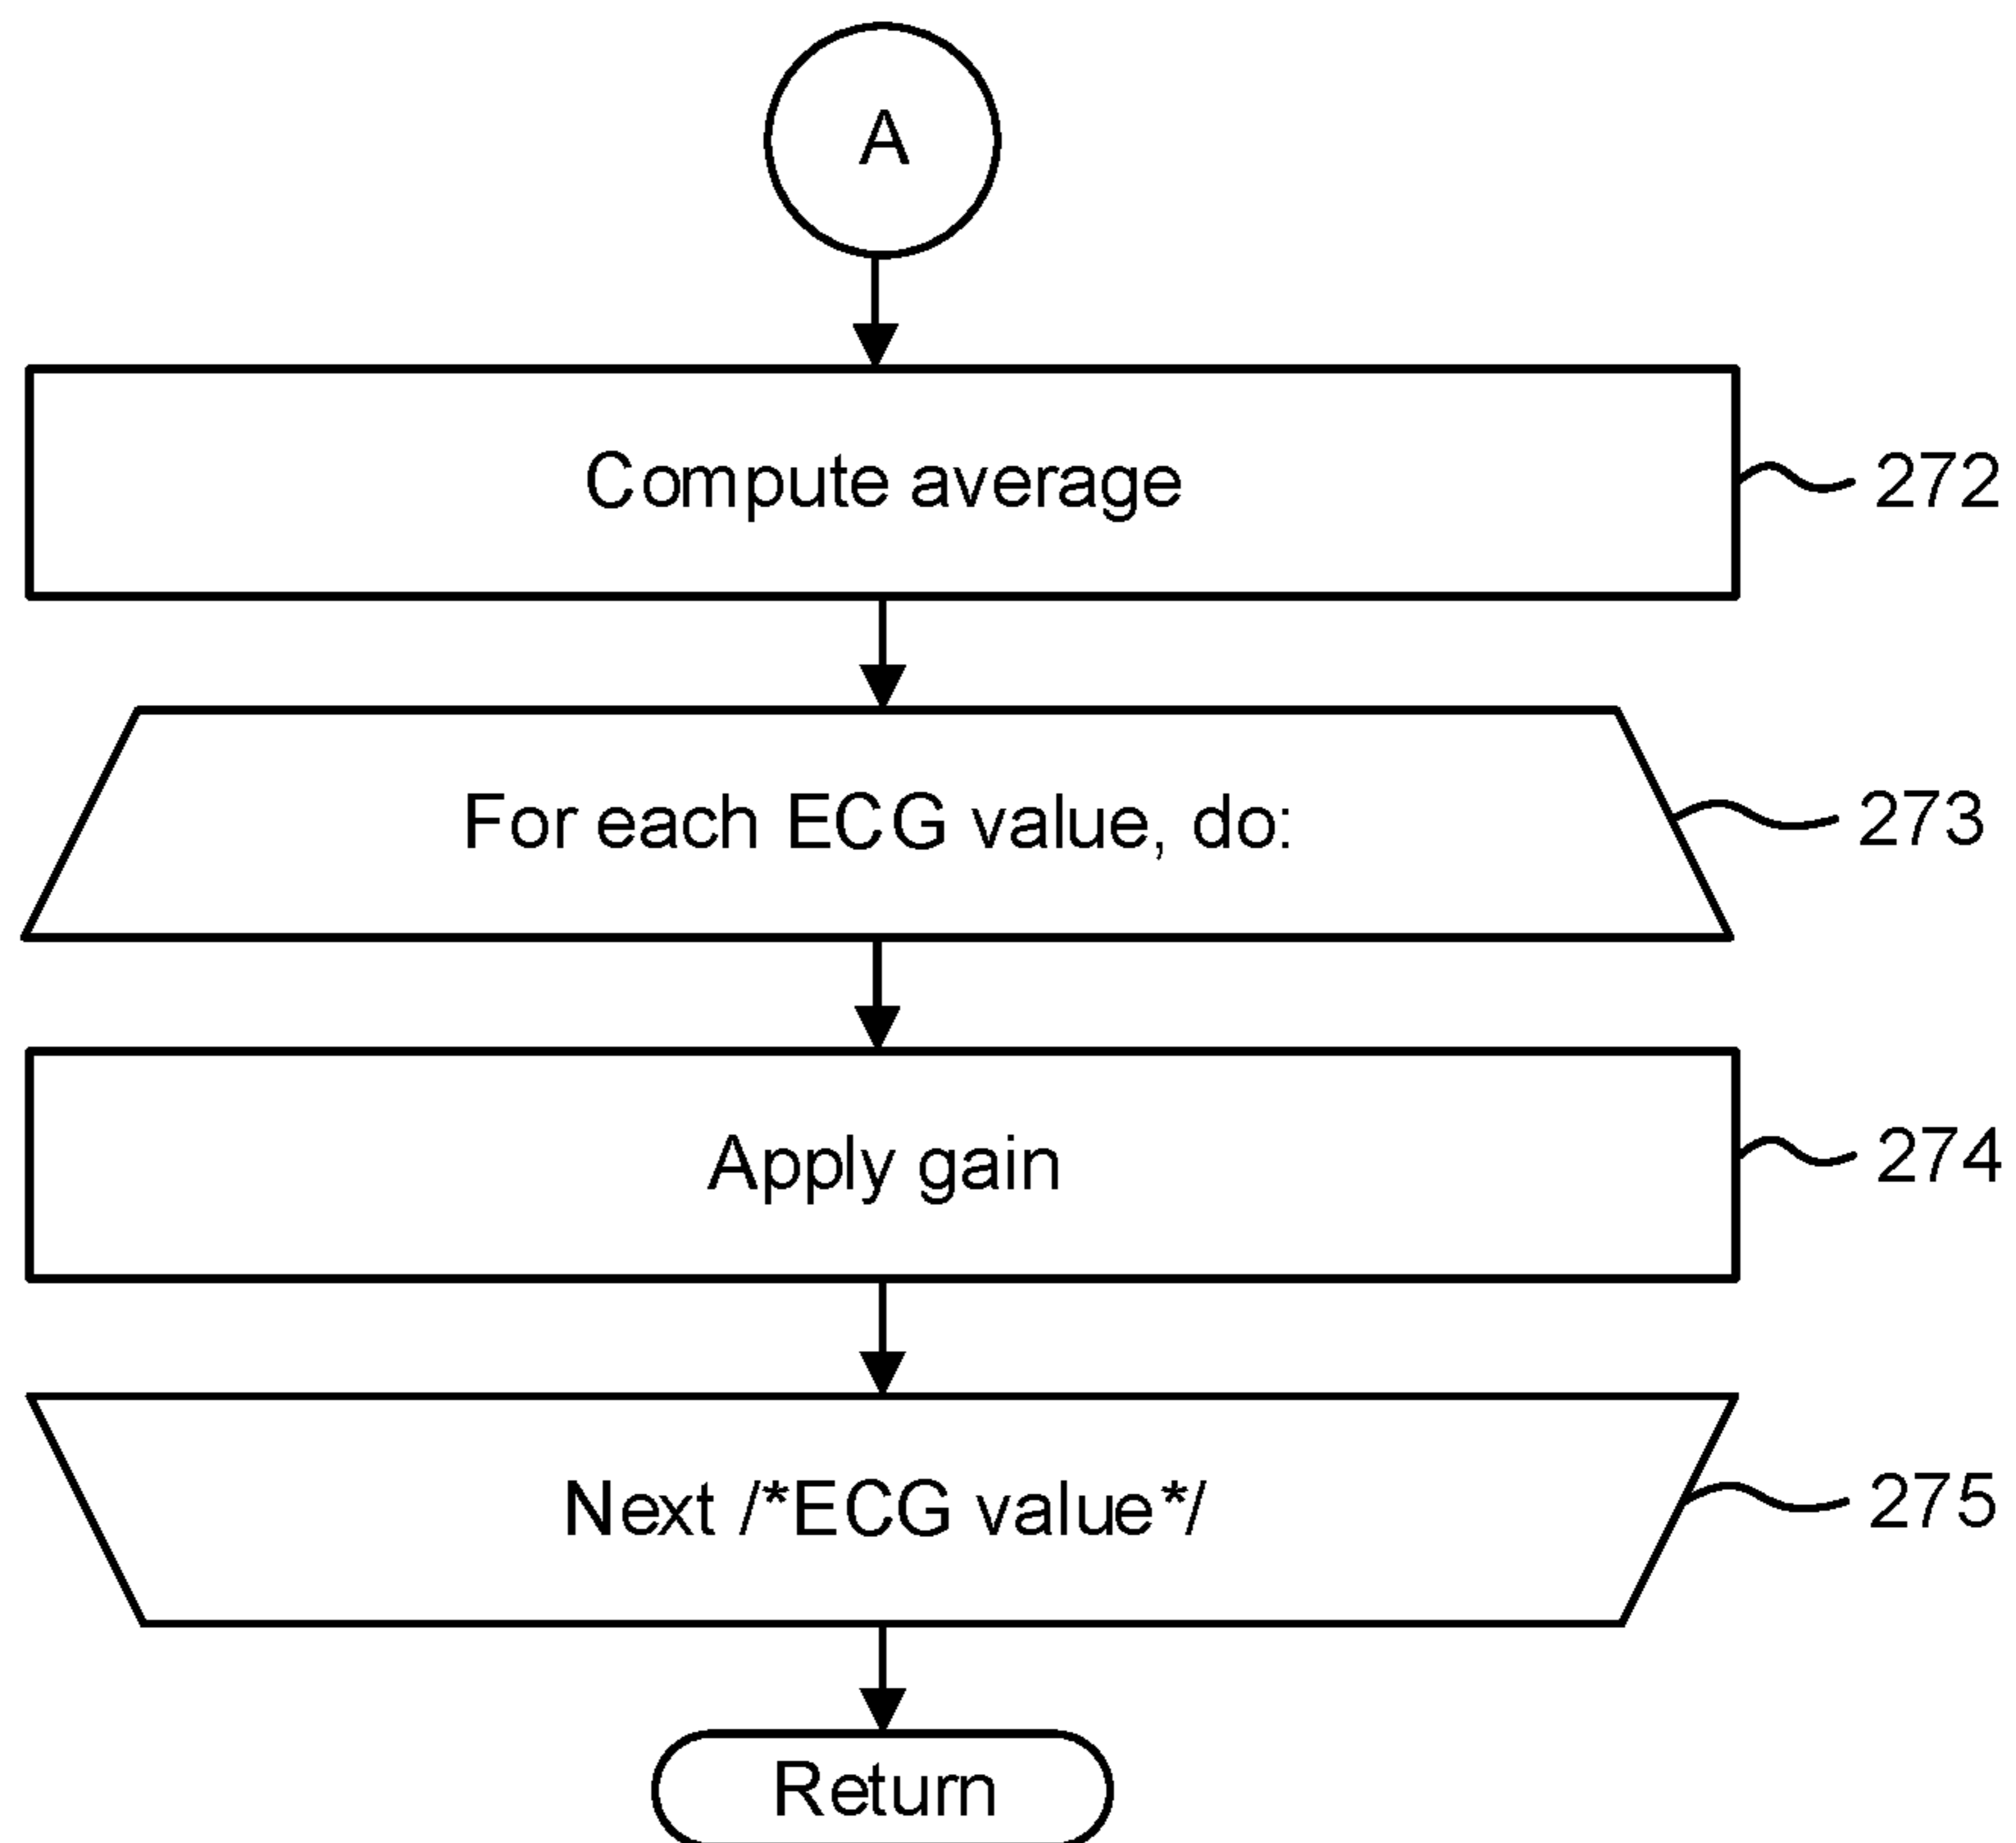 A
Compute average
272
For each ECG value, do:
273
Apply gain
274
Next /*ECG value*/
275
Return